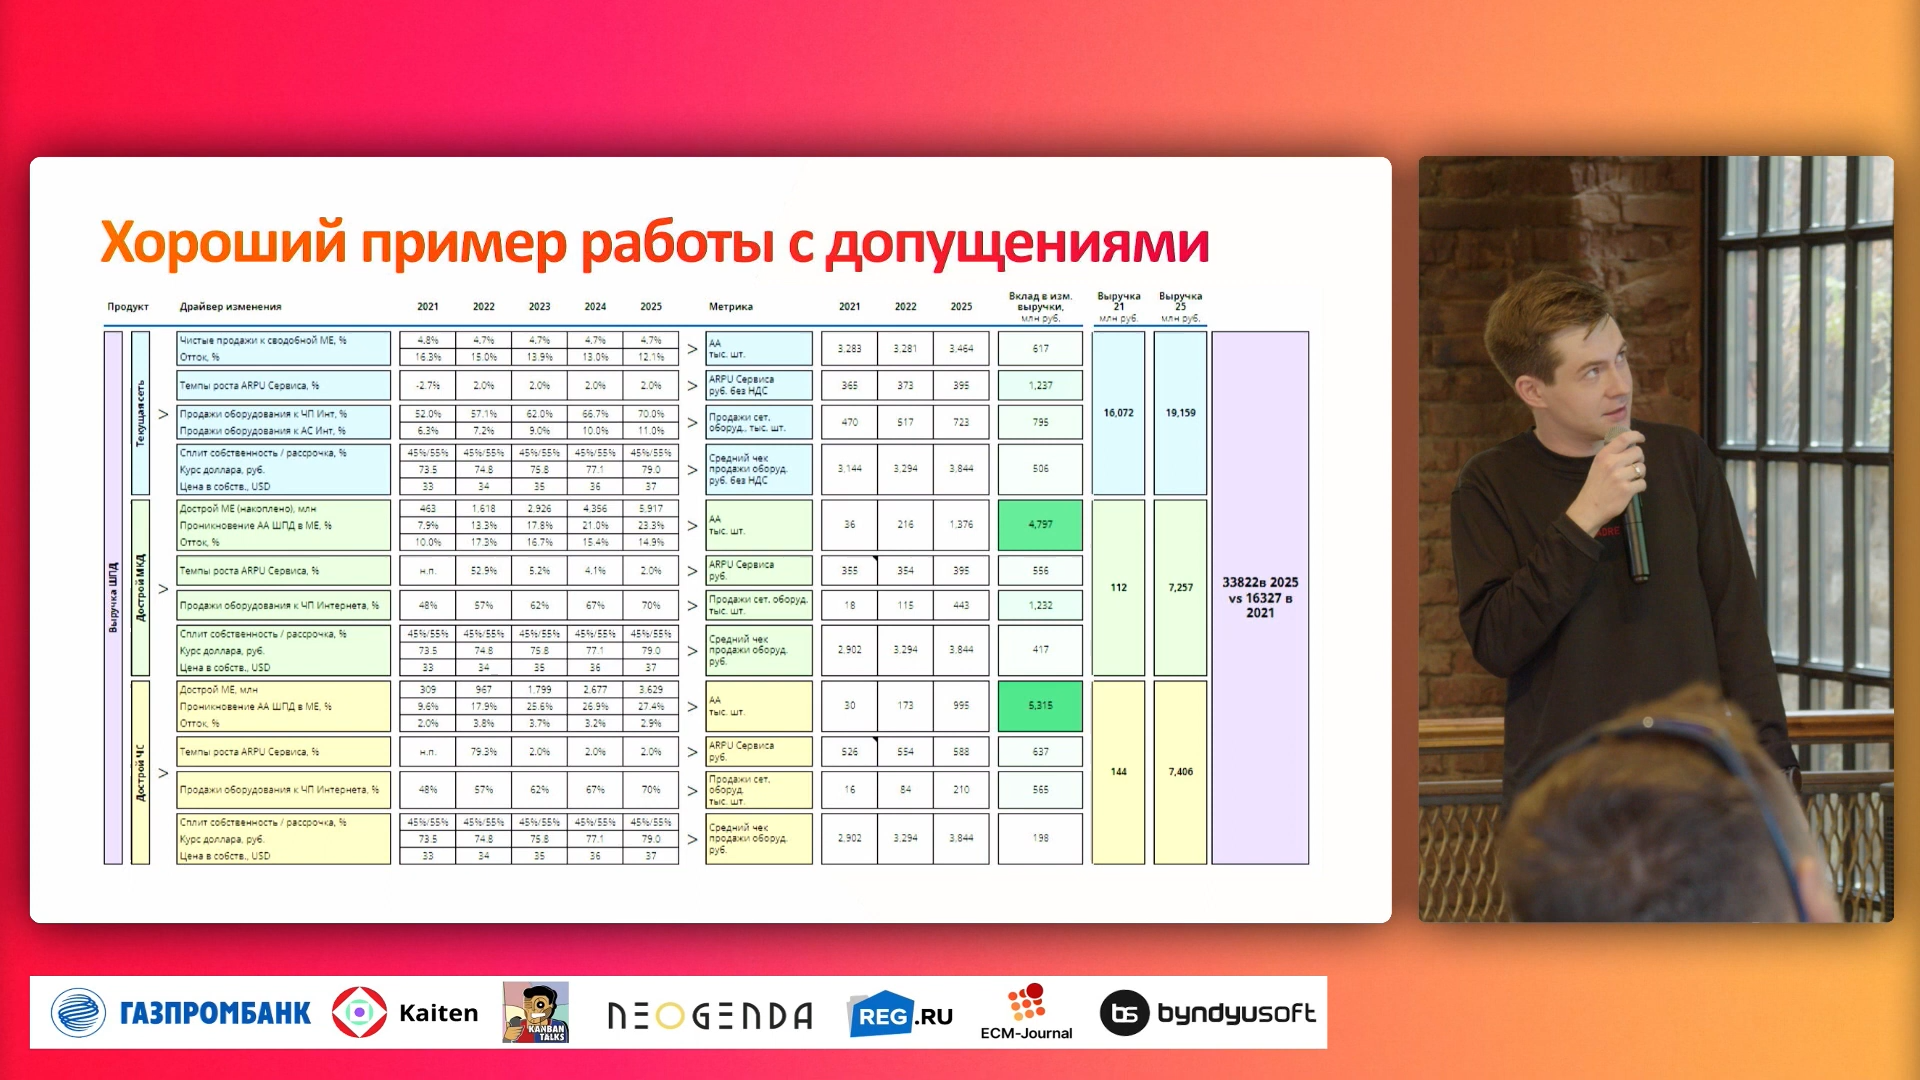 Хороший пример работы с допущениями
Продукт Драйвер изменения 2021 2022 2023 2024 2025 Метрика 2021 2022 2025 Вклад в изм. выручки, млн руб. Выручка 21 млн руб. Выручка 25 млн руб.
Выручка ШПД
Текущая сеть
Чистые продажи к сводобной МЕ, % 4,8% 4,7% 4,7% 4,7% 4,7%
Отток, % 16.3% 15.0% 13.9% 13.0% 12.1%
> АА тыс. шт. 3.283 3.281 3,464 617
Темпы роста ARPU Сервиса, % -2.7% 2.0% 2.0% 2.0% 2.0% > ARPU Сервиса руб. без НДС 365 373 395 1,237
Продажи оборудования к ЧП Инт, % 52.0% 57.1% 62.0% 66.7% 70.0%
Продажи оборудования к АС Инт, % 6.3% 7.2% 9.0% 10.0% 11.0%
> Продажи сет. оборуд., тыс. шт. 470 517 723 795
Сплит собственность / рассрочка, % 45%/55% 45%/55% 45%/55% 45%/55% 45%/55%
Курс доллара, руб. 73.5 74.8 75.8 77.1 79.0
Цена в собств., USD 33 34 35 36 37
> Средний чек продажи оборуд. руб. без НДС 3,144 3,294 3,844 506
16,072 19,159
Дострой МКД
Дострой МЕ (накоплено), млн 463 1,618 2,926 4,356 5,917
Проникновение АА ШПД в МЕ, % 7.9% 13.3% 17.8% 21.0% 23.3%
Отток, % 10.0% 17.3% 16.7% 15.4% 14.9%
> АА тыс. шт. 36 216 1,376 4,797
Темпы роста ARPU Сервиса, % н.п. 52.9% 5.2% 4.1% 2.0% > ARPU Сервиса руб. 355 354 395 556
Продажи оборудования к ЧП Интернета, % 48% 57% 62% 67% 70% > Продажи сет. оборуд. тыс. шт. 18 115 443 1,232
Сплит собственность / рассрочка, % 45%/55% 45%/55% 45%/55% 45%/55% 45%/55%
Курс доллара, руб. 73.5 74.8 75.8 77.1 79.0
Цена в собств., USD 33 34 35 36 37
> Средний чек продажи оборуд. руб. 2.902 3.294 3.844 417
112 7,257
Дострой ЧС
Дострой МЕ, млн 309 967 1,799 2,677 3,629
Проникновение АА ШПД в МЕ, % 9.6% 17.9% 25.6% 26.9% 27.4%
Отток, % 2.0% 3.8% 3.7% 3.2% 2.9%
> АА тыс. шт. 30 173 995 5,315
Темпы роста ARPU Сервиса, % н.п. 79.3% 2.0% 2.0% 2.0% > ARPU Сервиса руб. 526 554 588 637
Продажи оборудования к ЧП Интернета, % 48% 57% 62% 67% 70% > Продажи сет. оборуд. тыс. шт. 16 84 210 565
Сплит собственность / рассрочка, % 45%/55% 45%/55% 45%/55% 45%/55% 45%/55%
Курс доллара, руб. 73.5 74.8 75.8 77.1 79.0
Цена в собств., USD 33 34 35 36 37
> Средний чек продажи оборуд. руб. 2,902 3,294 3,844 198
144 7,406
33822в 2025
vs 16327 в
2021
ГАЗПРОМБАНК Kaiten KANBAN TALKS NEOGENDA REG.RU ECM-Journal bs byndyusoft